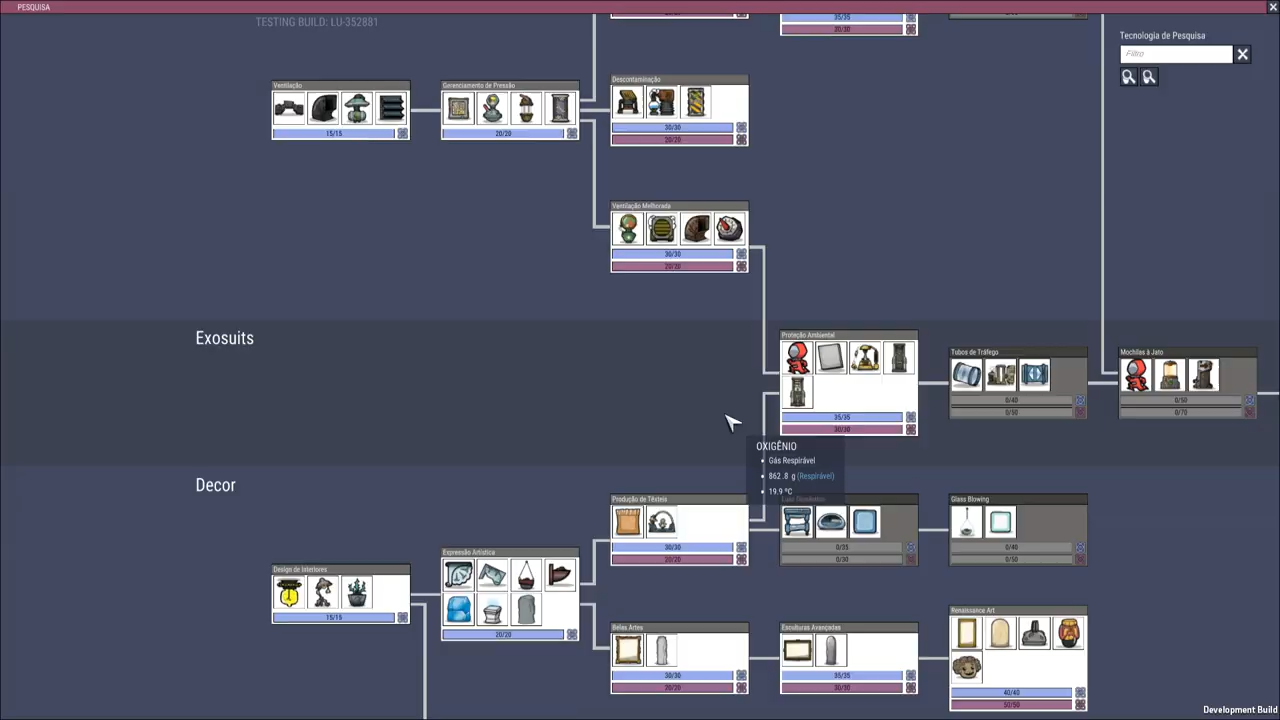 PESQUISA
TESTING BUILD: LU-352881
35/35
30/30
Tecnologia de Pesquisa
Filtro
Ventilação
15/15
Gerenciamento de Pressão
20/20
Descontaminação
30/30
20/20
Ventilação Melhorada
30/30
20/20
Exosuits
Proteção Ambiental
35/35
30/30
Tubos de Tráfego
0/40
0/50
Mochilas à Jato
0/50
0/70
OXIGÊNIO
• Gás Respirável
• 862.8 g (Respirável)
• 19.9 ºC
Decor
Produção de Têxteis
30/30
20/20
0/35
0/30
Glass Blowing
0/40
0/50
Design de Interiores
15/15
Expressão Artística
20/20
Belas Artes
30/30
20/20
Esculturas Avançadas
35/35
30/30
Renaissance Art
40/40
50/50
Development Build